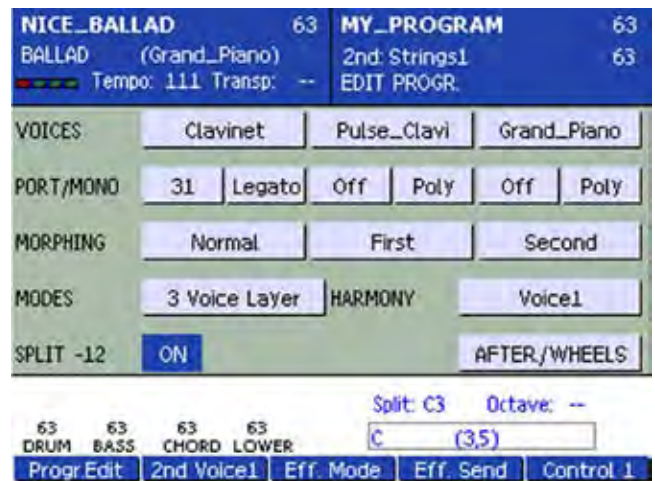 NICE_BALLAD 63 MY_PROGRAM 63
BALLAD (Grand_Piano) 2nd: Strings1 63
Tempo: 111 Transp: -- EDIT PROGR.
VOICES Clavinet Pulse_Clavi Grand_Piano
PORT/MONO 31 Legato Off Poly Off Poly
MORPHING Normal First Second
MODES 3 Voice Layer HARMONY Voice1
SPLIT -12 ON AFTER/WHEELS
Split: C3 Octave: --
63 63 63 63
DRUM BASS CHORD LOWER C (3,5)
Progr.Edit 2nd Voice1 Eff. Mode Eff. Send Control 1